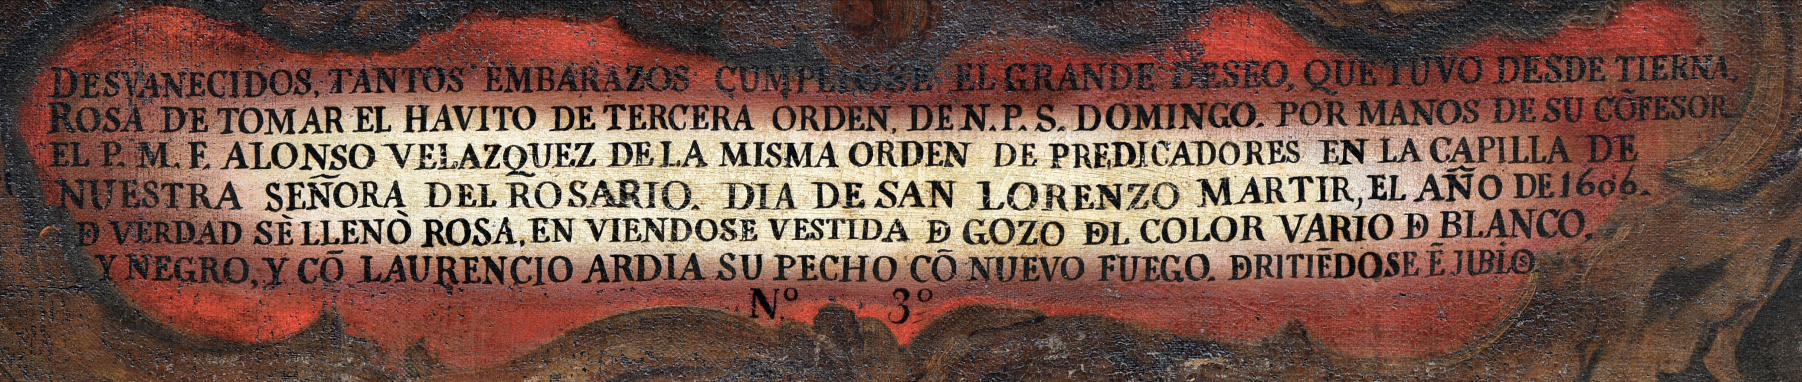 DESVANECIDOS, TANTOS EMBARAZOS CUMPLIOSE EL GRANDE DESEO, QUE TUVO DESDE TIERNA,
ROSA DE TOMAR EL HAVITO DE TERCERA ORDEN, DE N.P.S. DOMINGO. POR MANOS DE SU CÕFESOR
EL P. M. F. ALONSO VELAZQUEZ DE LA MISMA ORDEN DE PREDICADORES EN LA CAPILLA DE
NUESTRA SEÑORA DEL ROSARIO. DIA DE SAN LORENZO MARTIR, EL AÑO DE 1606.
Đ VERDAD SÈ LLENÒ ROSA, EN VIENDOSE VESTIDA Đ GOZO ĐL COLOR VARIO Đ BLANCO,
Y NEGRO, Y CÕ LAURENCIO ARDIA SU PECHO CÕ NUEVO FUEGO. ĐRITIẼDOSE Ẽ JUBILOS
Nº 3º